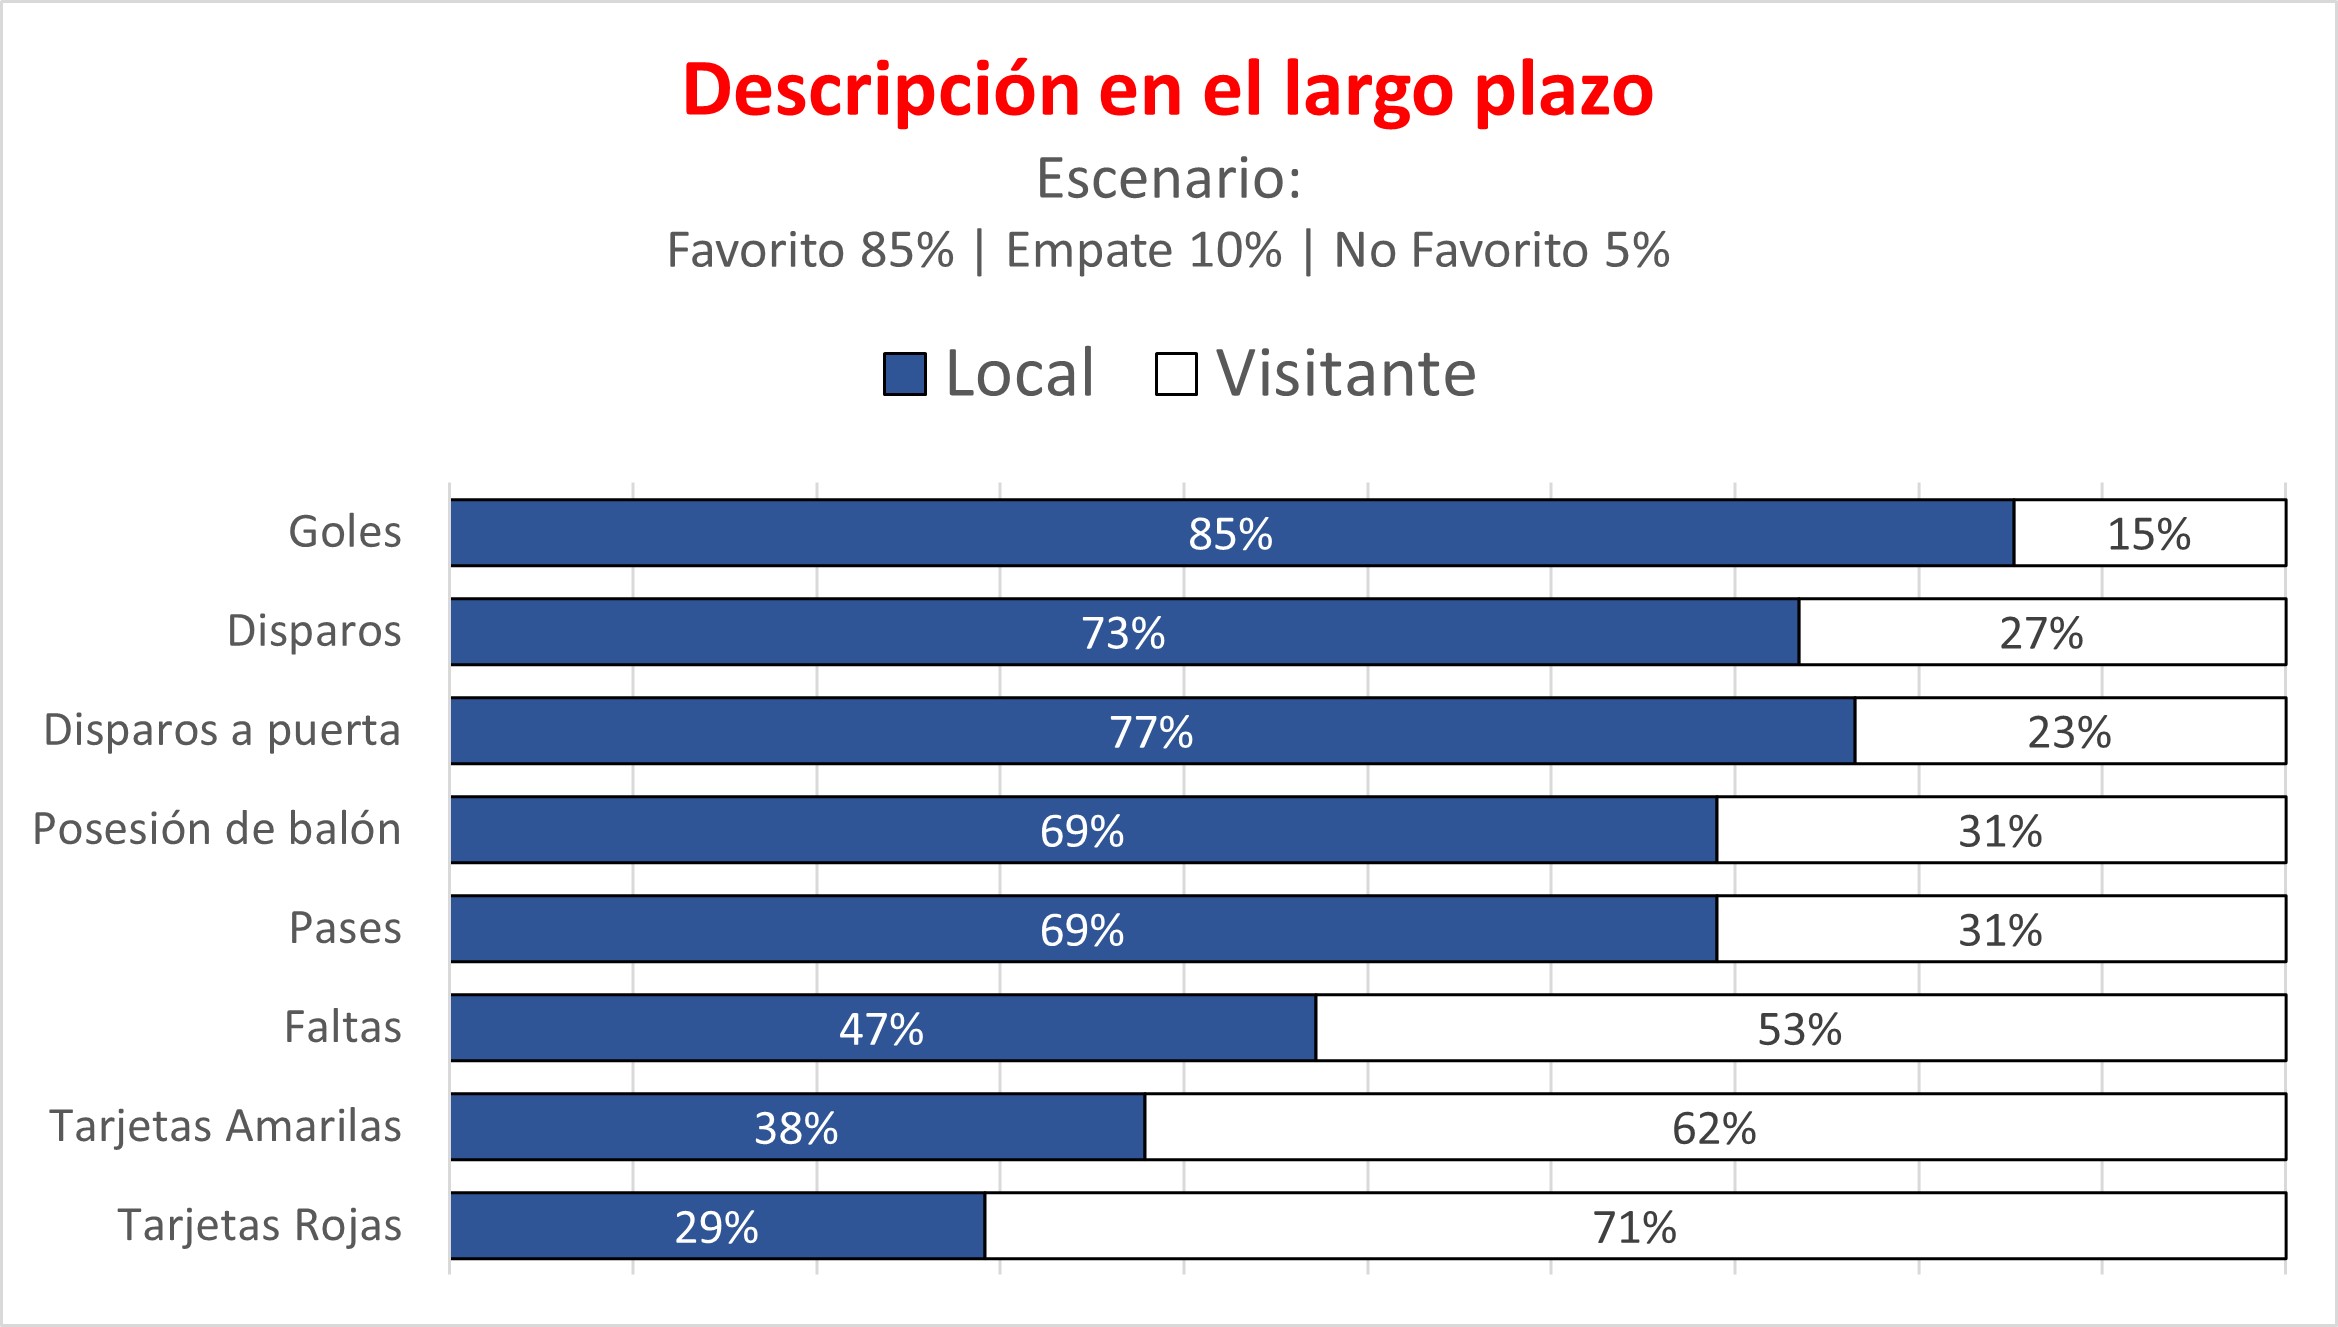 Descripción en el largo plazo
Escenario:
Favorito 85% | Empate 10% | No Favorito 5%
Local Visitante
Goles 85% 15%
Disparos 73% 27%
Disparos a puerta 77% 23%
Posesión de balón 69% 31%
Pases 69% 31%
Faltas 47% 53%
Tarjetas Amarilas 38% 62%
Tarjetas Rojas 29% 71%